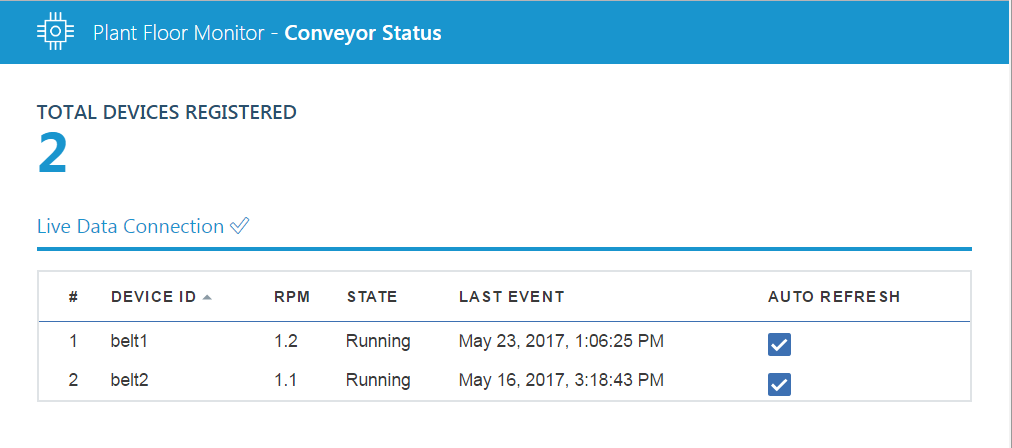 Plant Floor Monitor - Conveyor Status
TOTAL DEVICES REGISTERED
2
Live Data Connection
# DEVICE ID RPM STATE LAST EVENT AUTO REFRESH
1 belt1 1.2 Running May 23, 2017, 1:06:25 PM
2 belt2 1.1 Running May 16, 2017, 3:18:43 PM